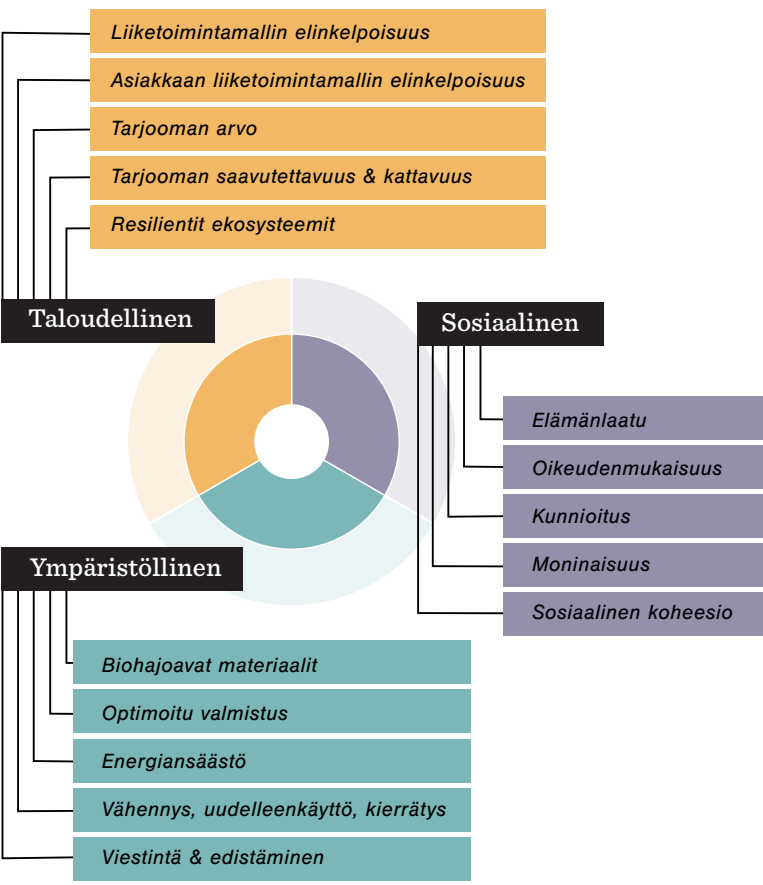 Liiketoimintamallin elinkelpoisuus
Asiakkaan liiketoimintamallin elinkelpoisuus
Tarjooman arvo
Tarjooman saavutettavuus & kattavuus
Resilientit ekosysteemit
Taloudellinen
Sosiaalinen
Elämänlaatu
Oikeudenmukaisuus
Kunnioitus
Moninaisuus
Sosiaalinen koheesio
Ympäristöllinen
Biohajoavat materiaalit
Optimoitu valmistus
Energiansäästö
Vähennys, uudelleenkäyttö, kierrätys
Viestintä & edistäminen